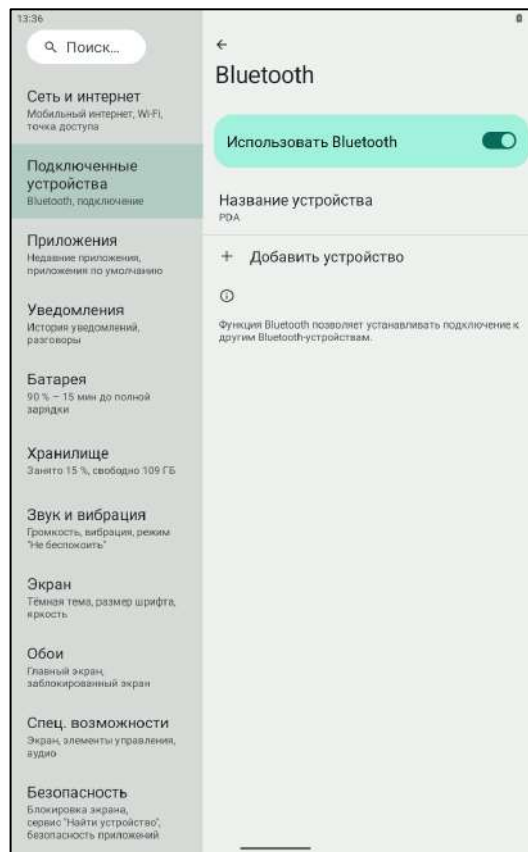 13:36
Поиск...
Сеть и интернет
Мобильный интернет, Wi-Fi,
точка доступа
Подключенные
устройства
Bluetooth, подключение
Приложения
Недавние приложения,
приложения по умолчанию
Уведомления
История уведомлений,
разговоры
Батарея
90 % – 15 мин до полной
зарядки
Хранилище
Занято 15 %, свободно 109 ГБ
Звук и вибрация
Громкость, вибрация, режим
"Не беспокоить"
Экран
Тёмная тема, размер шрифта,
яркость
Обои
Главный экран,
заблокированный экран
Спец. возможности
Экран, элементы управления,
аудио
Безопасность
Блокировка экрана,
сервис "Найти устройство",
безопасность приложений
Bluetooth
Использовать Bluetooth
Название устройства
PDA
+ Добавить устройство
Функция Bluetooth позволяет устанавливать подключение к
другим Bluetooth-устройствам.